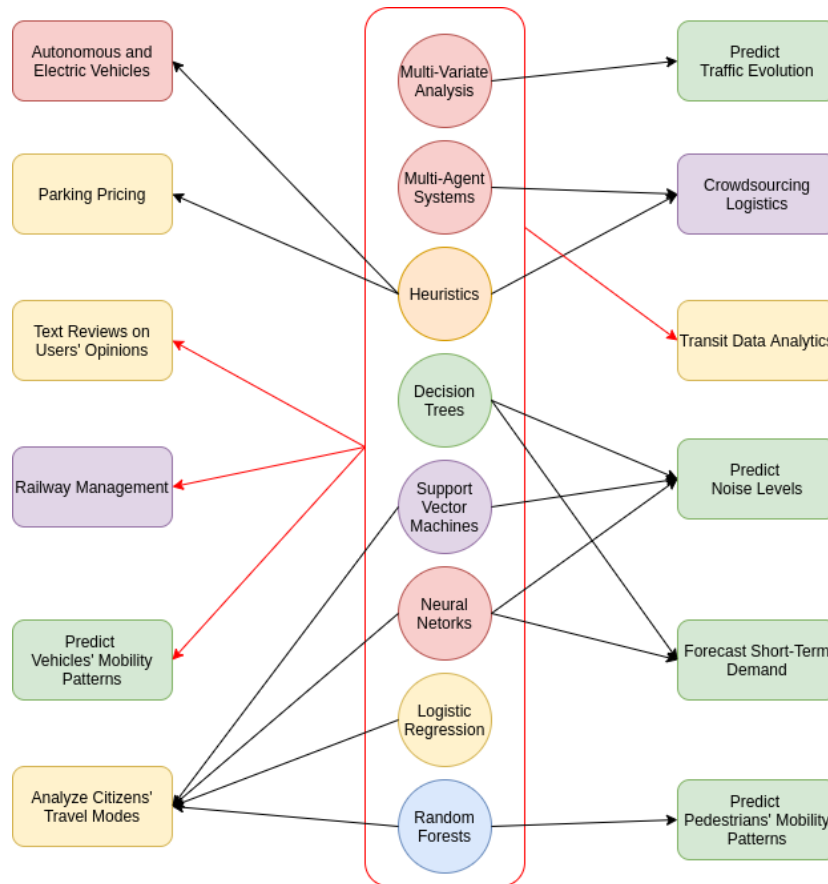 Autonomous and
Electric Vehicles
Parking Pricing
Text Reviews on
Users' Opinions
Railway Management
Predict
Vehicles' Mobility
Patterns
Analyze Citizens'
Travel Modes
Multi-Variate
Analysis
Multi-Agent
Systems
Heuristics
Decision
Trees
Support
Vector
Machines
Neural
Netorks
Logistic
Regression
Random
Forests
Predict
Traffic Evolution
Crowdsourcing
Logistics
Transit Data Analytics
Predict
Noise Levels
Forecast Short-Term
Demand
Predict
Pedestrians' Mobility
Patterns